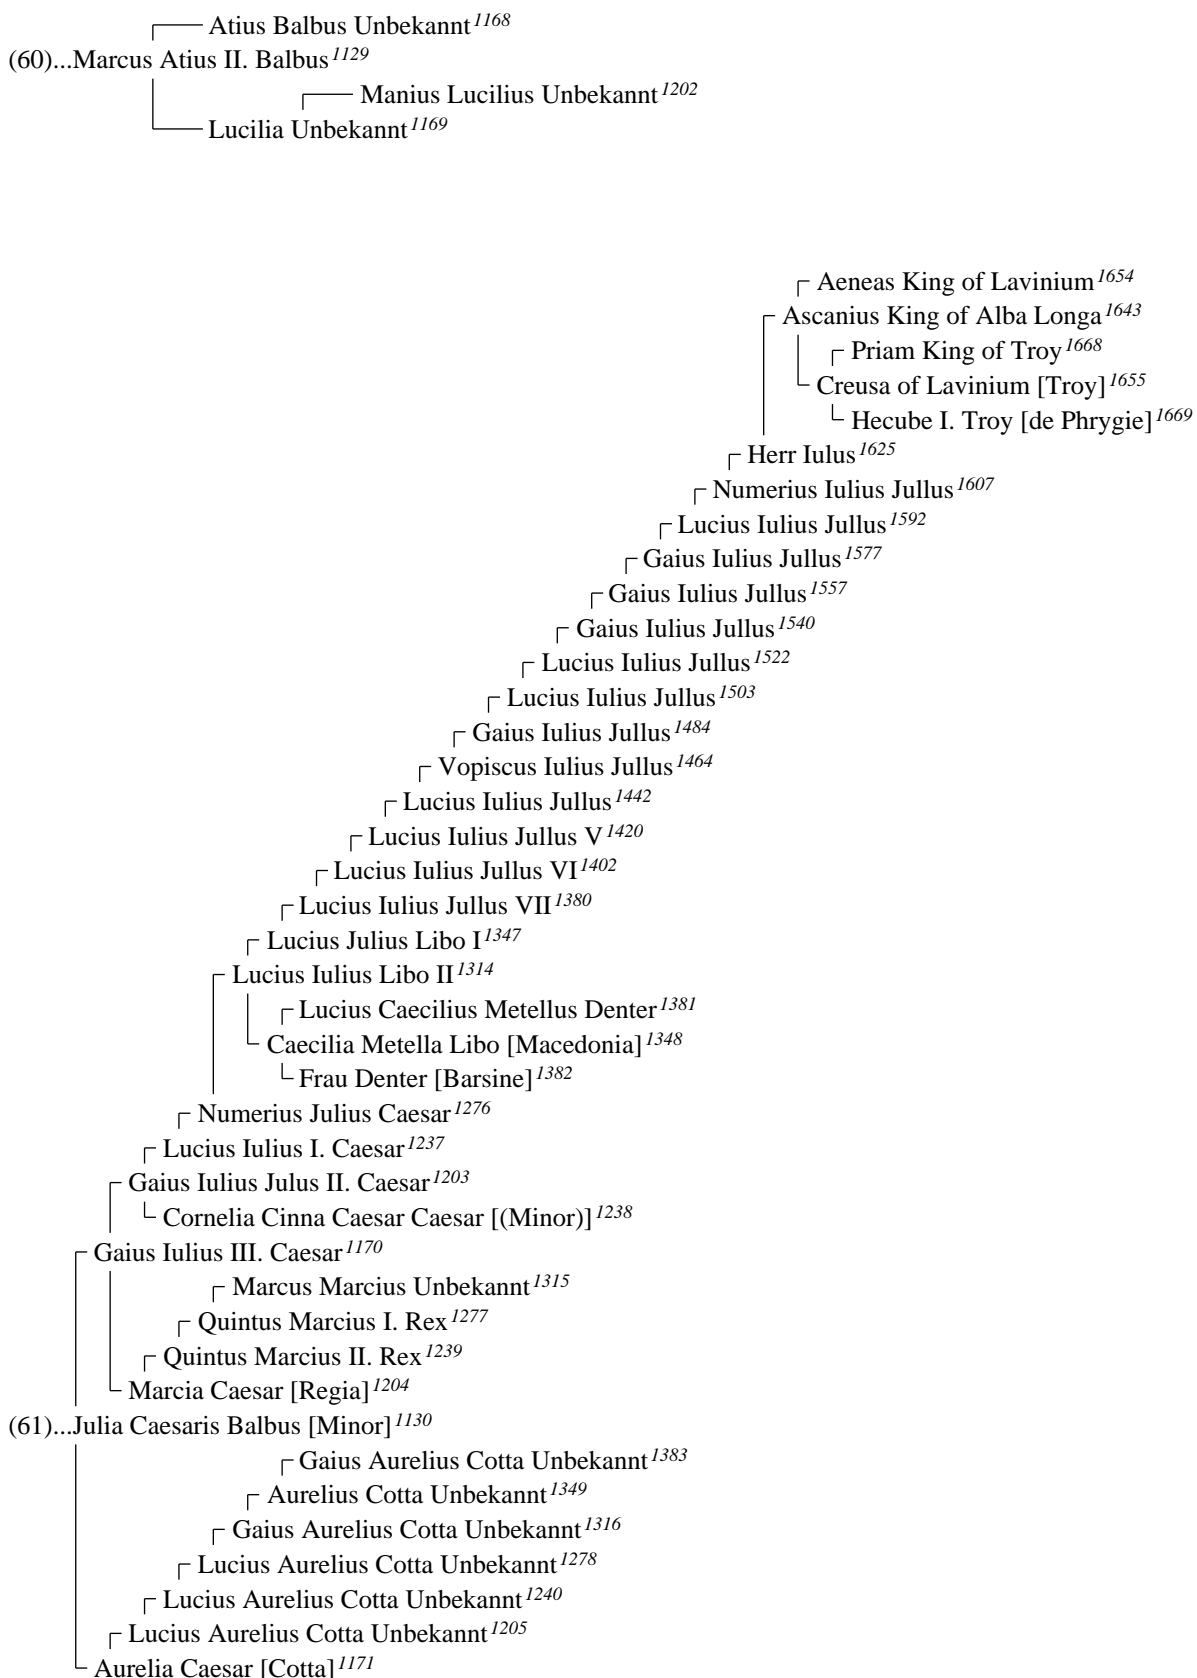 Atius Balbus Unbekannt 1168
(60)...Marcus Atius II. Balbus 1129
Manius Lucilius Unbekannt 1202
Lucilia Unbekannt 1169
Aeneas King of Lavinium 1654
Ascanius King of Alba Longa 1643
Priam King of Troy 1668
Creusa of Lavinium [Troy] 1655
Hecube I. Troy [de Phrygie] 1669
Herr Iulus 1625
Numerius Iulius Jullus 1607
Lucius Iulius Jullus 1592
Gaius Iulius Jullus 1577
Gaius Iulius Jullus 1557
Gaius Iulius Jullus 1540
Lucius Iulius Jullus 1522
Lucius Iulius Jullus 1503
Gaius Iulius Jullus 1484
Vopiscus Iulius Jullus 1464
Lucius Iulius Jullus 1442
Lucius Iulius Jullus V 1420
Lucius Iulius Jullus VI 1402
Lucius Iulius Jullus VII 1380
Lucius Julius Libo I 1347
Lucius Iulius Libo II 1314
Lucius Caecilius Metellus Denter 1381
Caecilia Metella Libo [Macedonia] 1348
Frau Denter [Barsine] 1382
Numerius Julius Caesar 1276
Lucius Iulius I. Caesar 1237
Gaius Iulius Julus II. Caesar 1203
Cornelia Cinna Caesar Caesar [(Minor)] 1238
Gaius Iulius III. Caesar 1170
Marcus Marcius Unbekannt 1315
Quintus Marcius I. Rex 1277
Quintus Marcius II. Rex 1239
Marcia Caesar [Regia] 1204
(61)...Julia Caesaris Balbus [Minor] 1130
Gaius Aurelius Cotta Unbekannt 1383
Aurelius Cotta Unbekannt 1349
Gaius Aurelius Cotta Unbekannt 1316
Lucius Aurelius Cotta Unbekannt 1278
Lucius Aurelius Cotta Unbekannt 1240
Lucius Aurelius Cotta Unbekannt 1205
Aurelia Caesar [Cotta] 1171